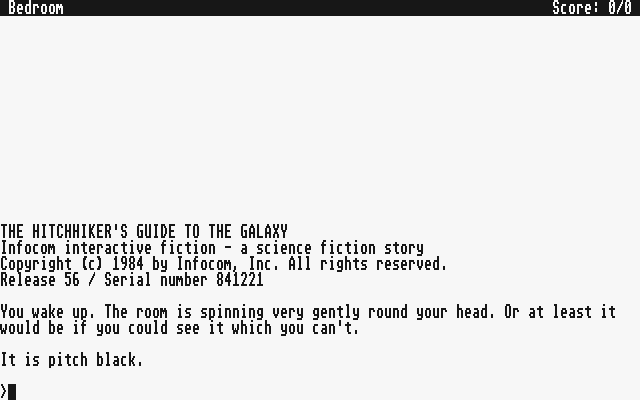 Bedroom Score: 0/0
THE HITCHHIKER'S GUIDE TO THE GALAXY
Infocom interactive fiction - a science fiction story
Copyright (c) 1984 by Infocom, Inc. All rights reserved.
Release 56 / Serial number 841221
You wake up. The room is spinning very gently round your head. Or at least it
would be if you could see it which you can't.
It is pitch black.
>